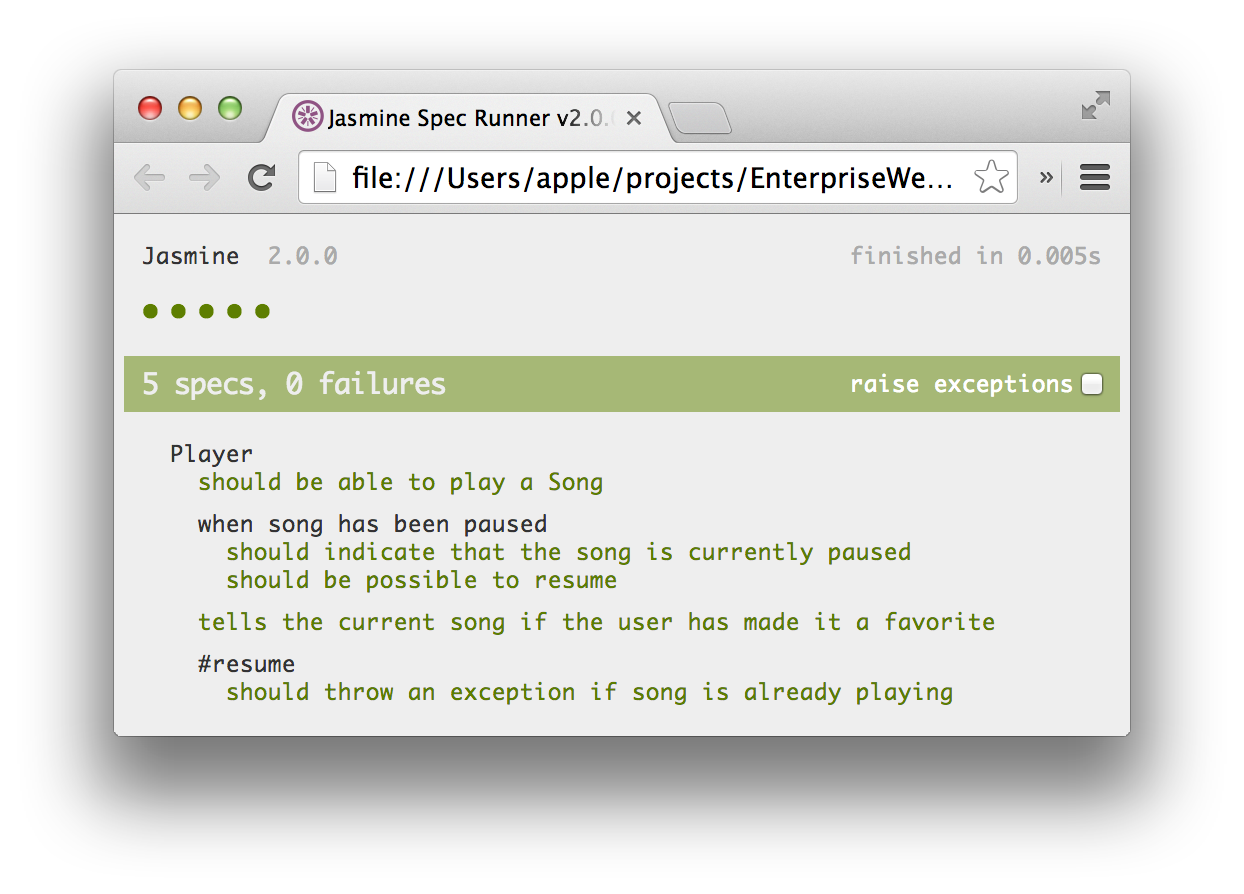 Jasmine Spec Runner v2.0.
file:///Users/apple/projects/EnterpriseWe...
Jasmine 2.0.0 finished in 0.005s
•••••
5 specs, 0 failures raise exceptions
Player
should be able to play a Song
when song has been paused
should indicate that the song is currently paused
should be possible to resume
tells the current song if the user has made it a favorite
#resume
should throw an exception if song is already playing